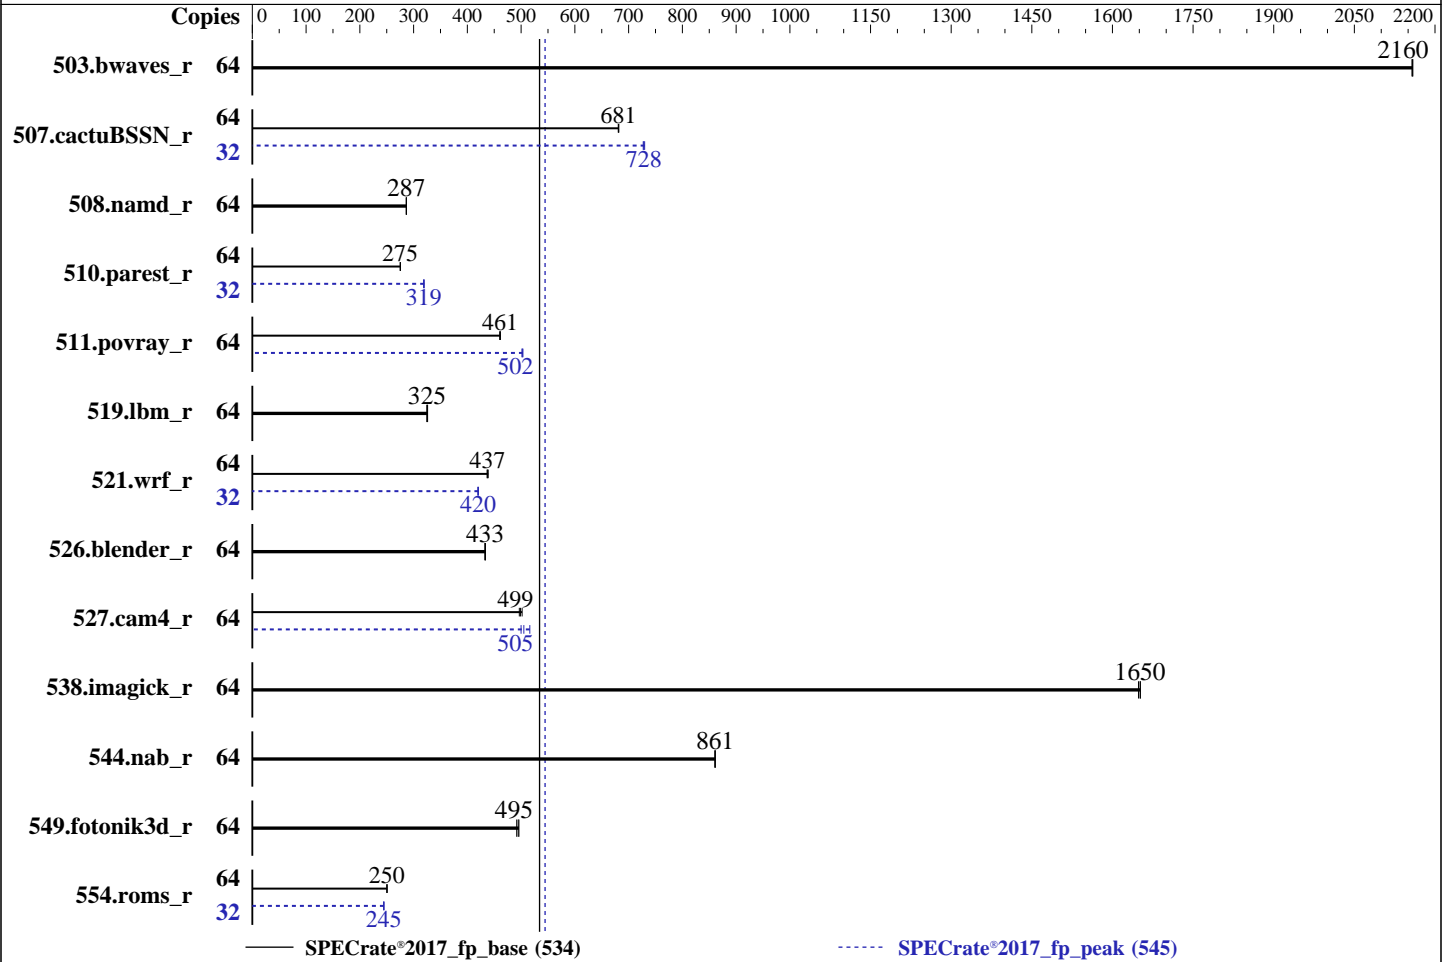 Copies 0 100 200 300 400 500 600 700 800 900 1000 1150 1300 1450 1600 1750 1900 2050 2200
503.bwaves_r 64 2160
507.cactuBSSN_r 64 681
32 728
508.namd_r 64 287
510.parest_r 64 275
32 319
511.povray_r 64 461
502
519.lbm_r 64 325
521.wrf_r 64 437
32 420
526.blender_r 64 433
527.cam4_r 64 499
505
538.imagick_r 64 1650
544.nab_r 64 861
549.fotonik3d_r 64 495
554.roms_r 64 250
32 245
SPECrate®2017_fp_base (534) SPECrate®2017_fp_peak (545)